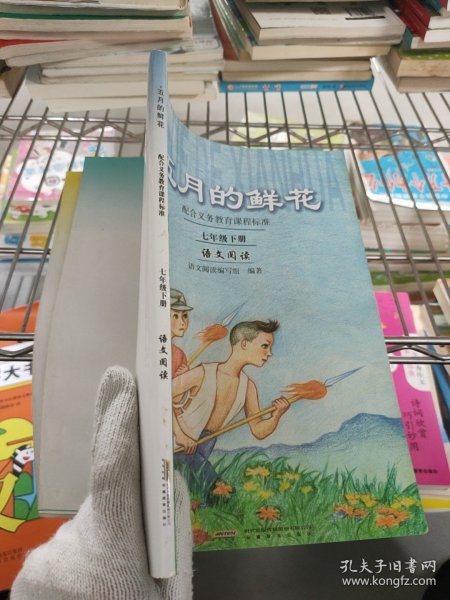 五月的鲜花
配合义务教育课程标准
七年级下册
语文阅读
月的鲜花
配合义务教育课程标准
七年级下册
语文阅读
语文阅读编写组 编著
诗词欣赏
孔夫子旧书网
www.kongfz.com